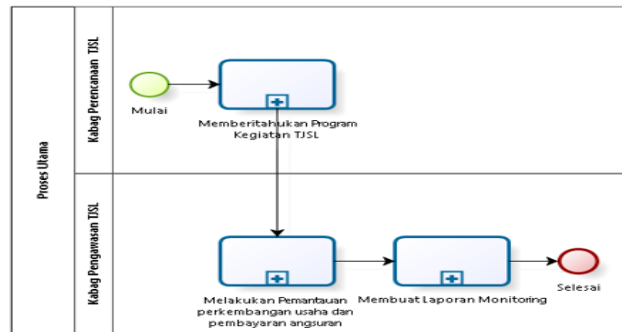 Proses Utama
Kabag Perencanaan TJSL
Mulai
Memberitahukan Program
Kegiatan TJSL
Kabag Pengawasan TJSL
Melakukan Pemantauan
perkembangan usaha dan
pembayaran angsuran
Membuat Laporan Monitoring
Selesai